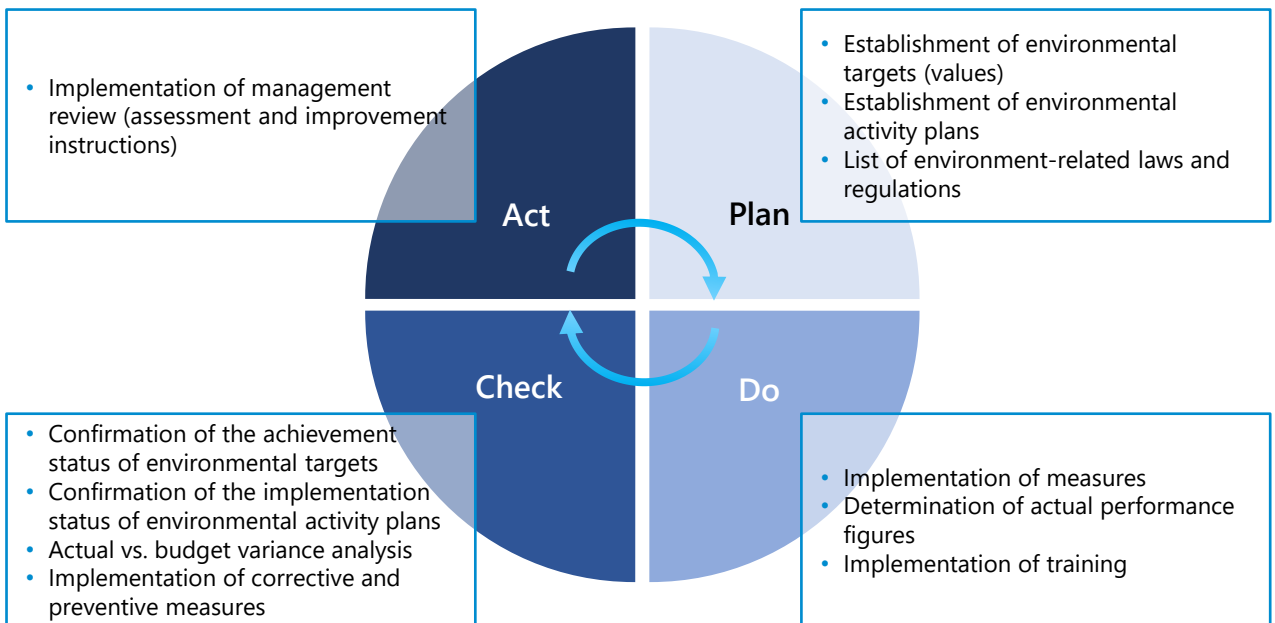 • Implementation of management
review (assessment and improvement
instructions)
Act
• Establishment of environmental
targets (values)
• Establishment of environmental
activity plans
• List of environment-related laws and
regulations
Plan
Check
• Confirmation of the achievement
status of environmental targets
• Confirmation of the implementation
status of environmental activity plans
• Actual vs. budget variance analysis
• Implementation of corrective and
preventive measures
Do
• Implementation of measures
• Determination of actual performance
figures
• Implementation of training